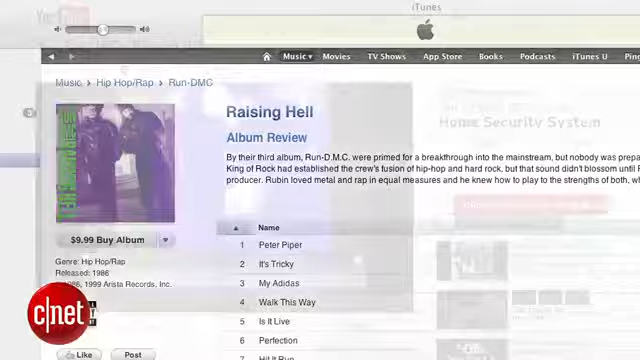 iTunes
Music▾ Movies TV Shows App Store Books Podcasts iTunes U Ping
Music > Hip Hop/Rap > Run-DMC
Raising Hell
Home Security System
Album Review
By their third album, Run-D.M.C. were primed for a breakthrough into the mainstream, but nobody was
King of Rock had established the crew's fusion of hip-hop and hard rock, but that sound didn't blossom until
producer. Rubin loved metal and rap in equal measures and he knew how to play to the strengths of both,
$9.99 Buy Album
Name
1 Peter Piper
Genre: Hip Hop/Rap
2 It's Tricky
Released: 1986
3 My Adidas
1986, 1999 Arista Records, Inc.
4 Walk This Way
c|net
5 Is It Live
6 Perfection
Like Post
7 Hit It Run